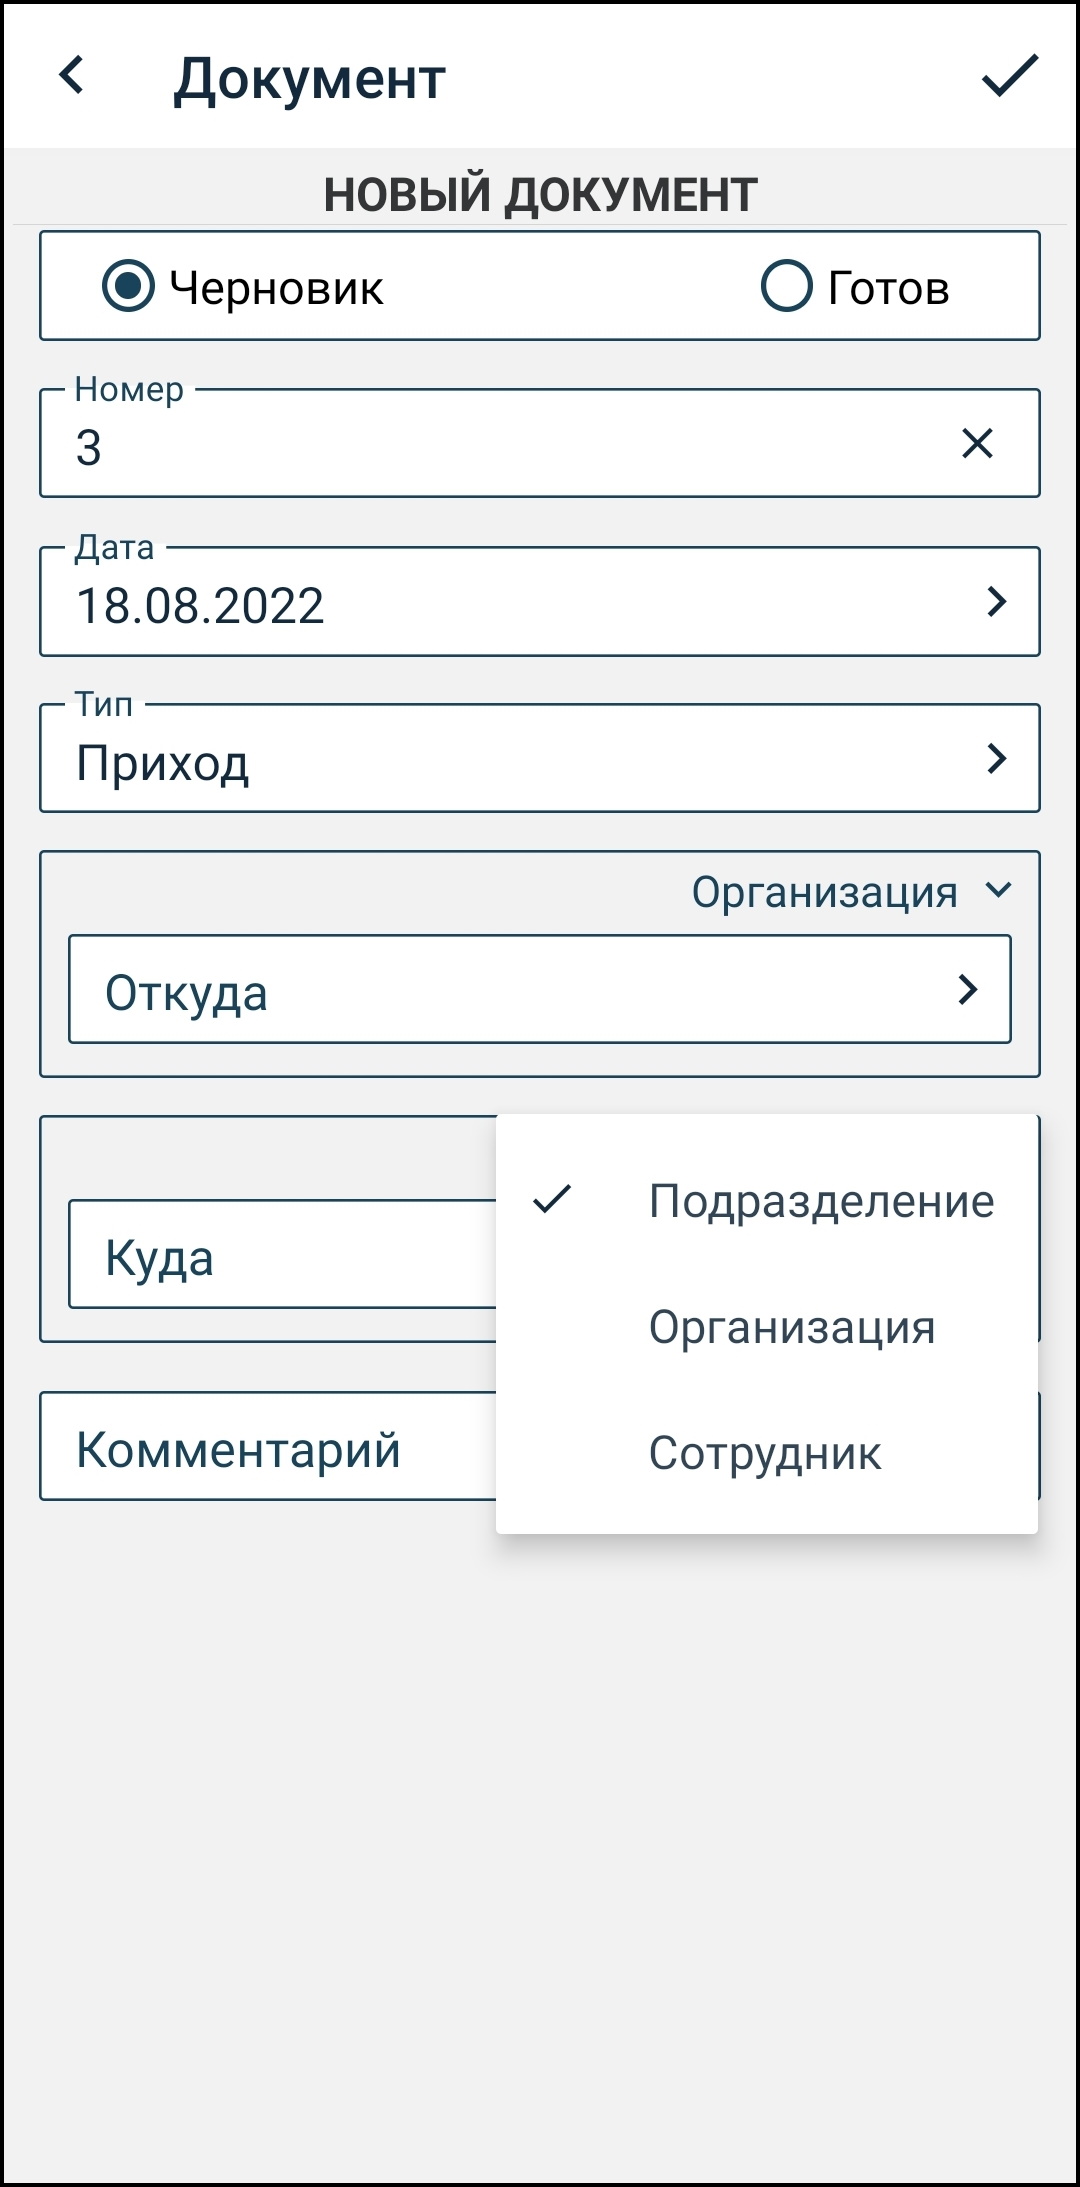 Документ
НОВЫЙ ДОКУМЕНТ
Черновик Готов
Номер
3
Дата
18.08.2022
Тип
Приход
Организация
Откуда
Куда
Комментарий
Подразделение
Организация
Сотрудник